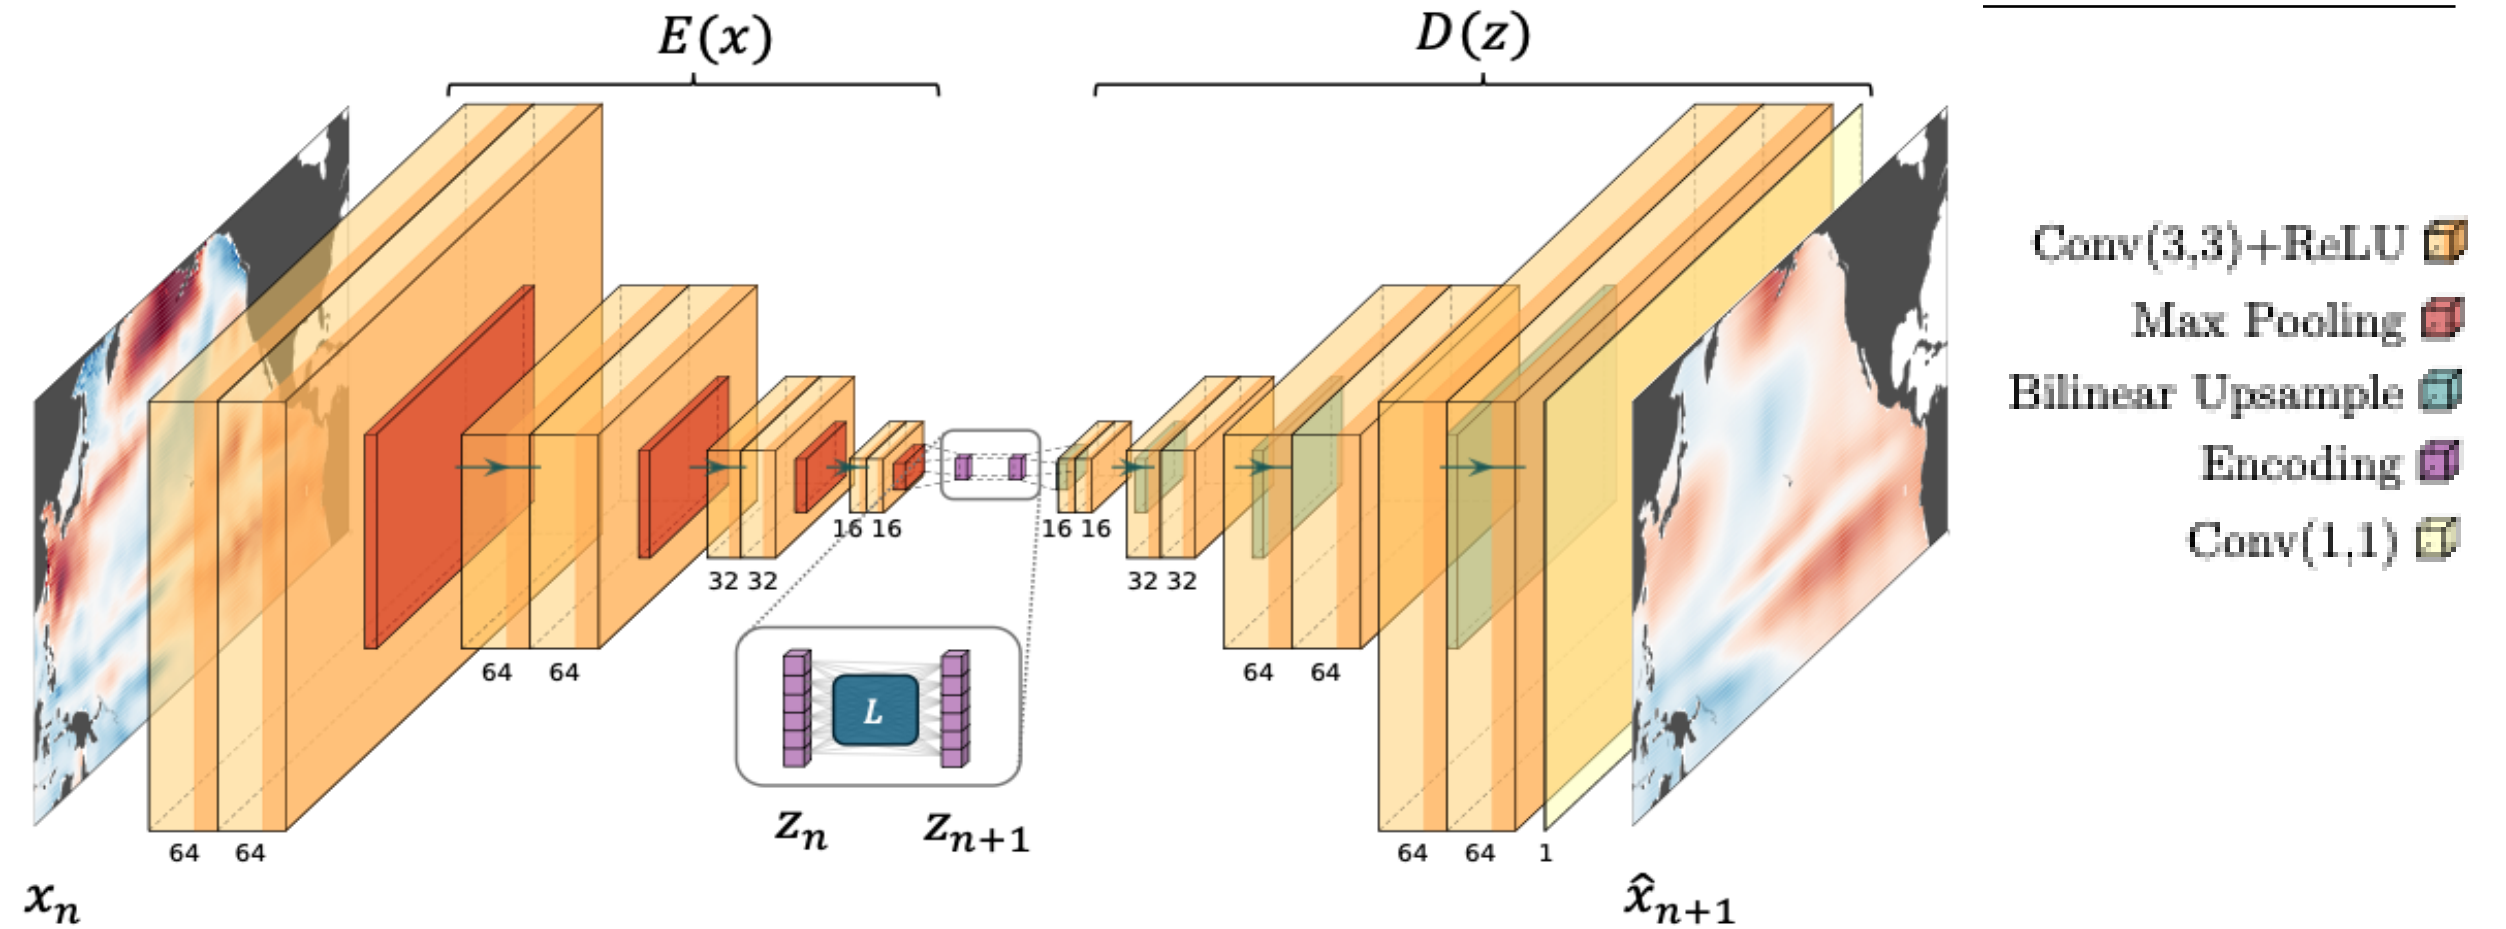 E(x)
D(z)
Conv(3,3)+ReLU
Max Pooling
Bilinear Upsample
Encoding
Conv(1,1)
16 16
16 16
32 32
32 32
64 64
64 64
L
z_n
z_{n+1}
64 64
64 64 1
x_n
x̂_{n+1}